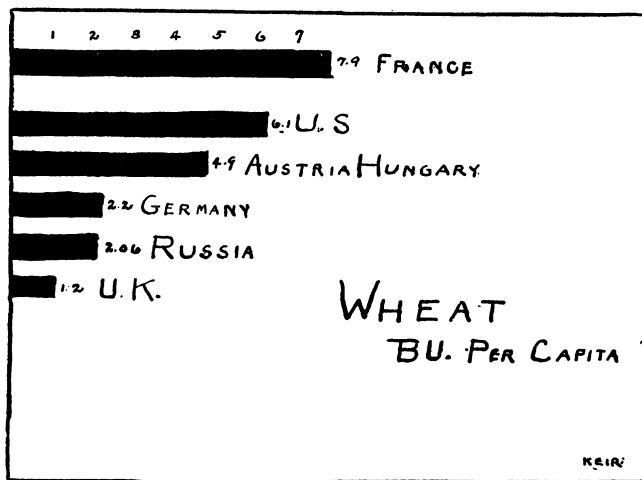 1 2 3 4 5 6 7
7.9 FRANCE
6.1 U. S
4.9 AUSTRIA HUNGARY
2.2 GERMANY
2.06 RUSSIA
1.2 U. K.
WHEAT
BU. PER CAPITA
KEIR